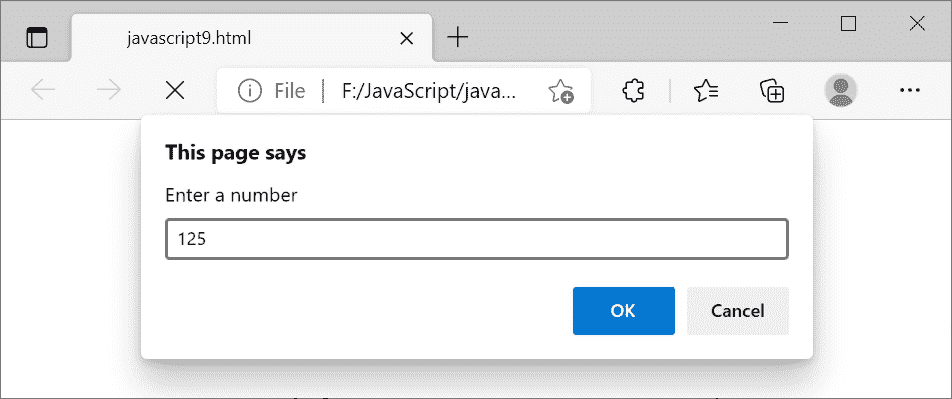 javascript9.html
File | F:/JavaScript/java...
This page says
Enter a number
125
OK Cancel